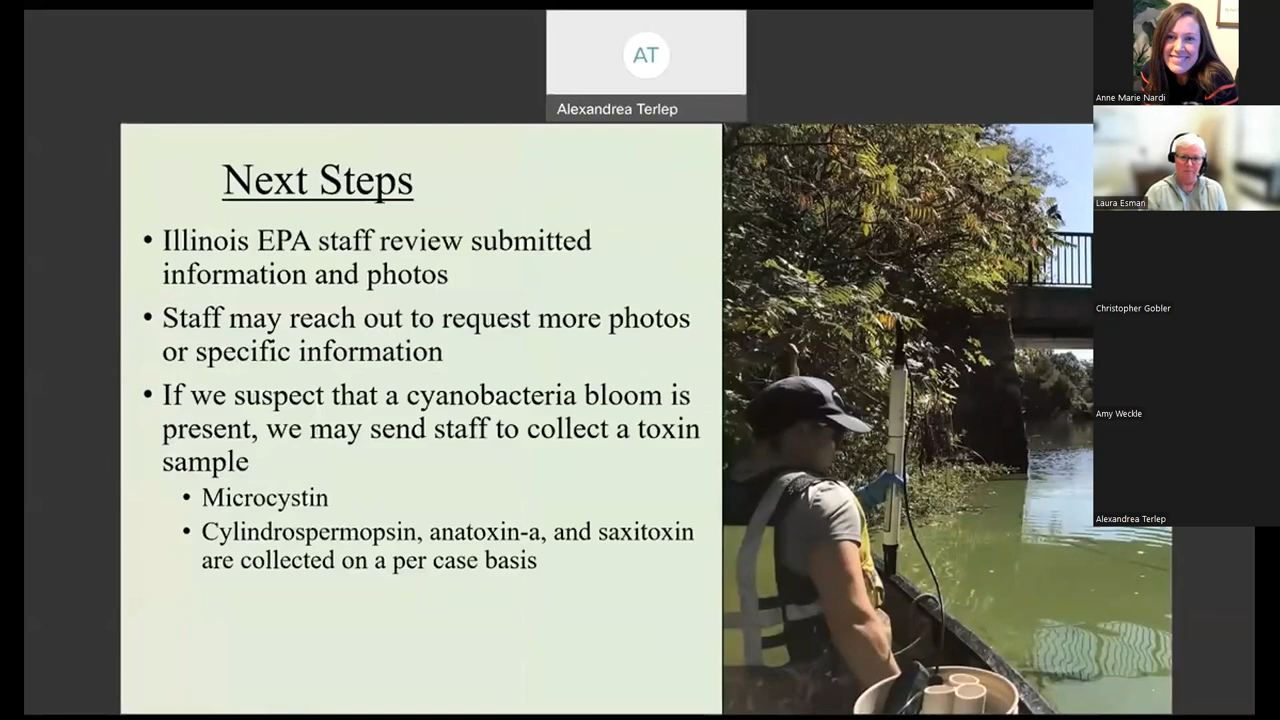 AT
Alexandrea Terlep
Anne Marie Nardi
Laura Esman
Christopher Gobler
Amy Weckle
Alexandrea Terlep
Next Steps
• Illinois EPA staff review submitted
information and photos
• Staff may reach out to request more photos
or specific information
• If we suspect that a cyanobacteria bloom is
present, we may send staff to collect a toxin
sample
• Microcystin
• Cylindrospermopsin, anatoxin-a, and saxitoxin
are collected on a per case basis